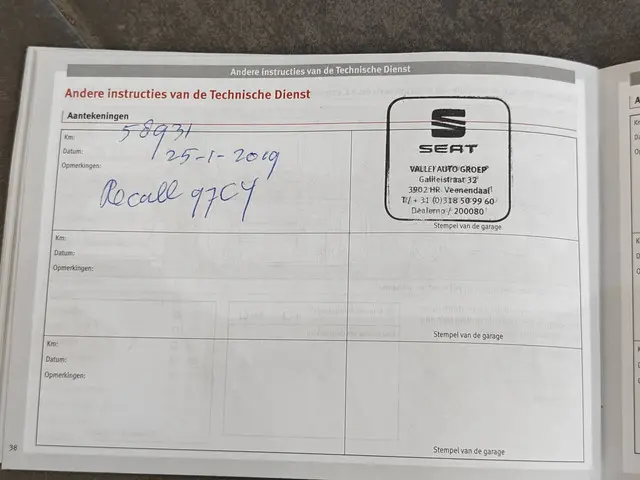 Andere instructies van de Technische Dienst
Andere instructies van de Technische Dienst
Aantekeningen
Km: 58931
Datum: 25-1-2019
Opmerkingen:
Recall 97CY
SEAT
VALLEI AUTO GROEP
Galileistraat 32
3902 HR Veenendaal
T/ + 31 (0)318 50 99 60
Dealerno / 200080
Stempel van de garage
Km:
Datum:
Opmerkingen:
Stempel van de garage
Km:
Datum:
Opmerkingen:
Stempel van de garage
38